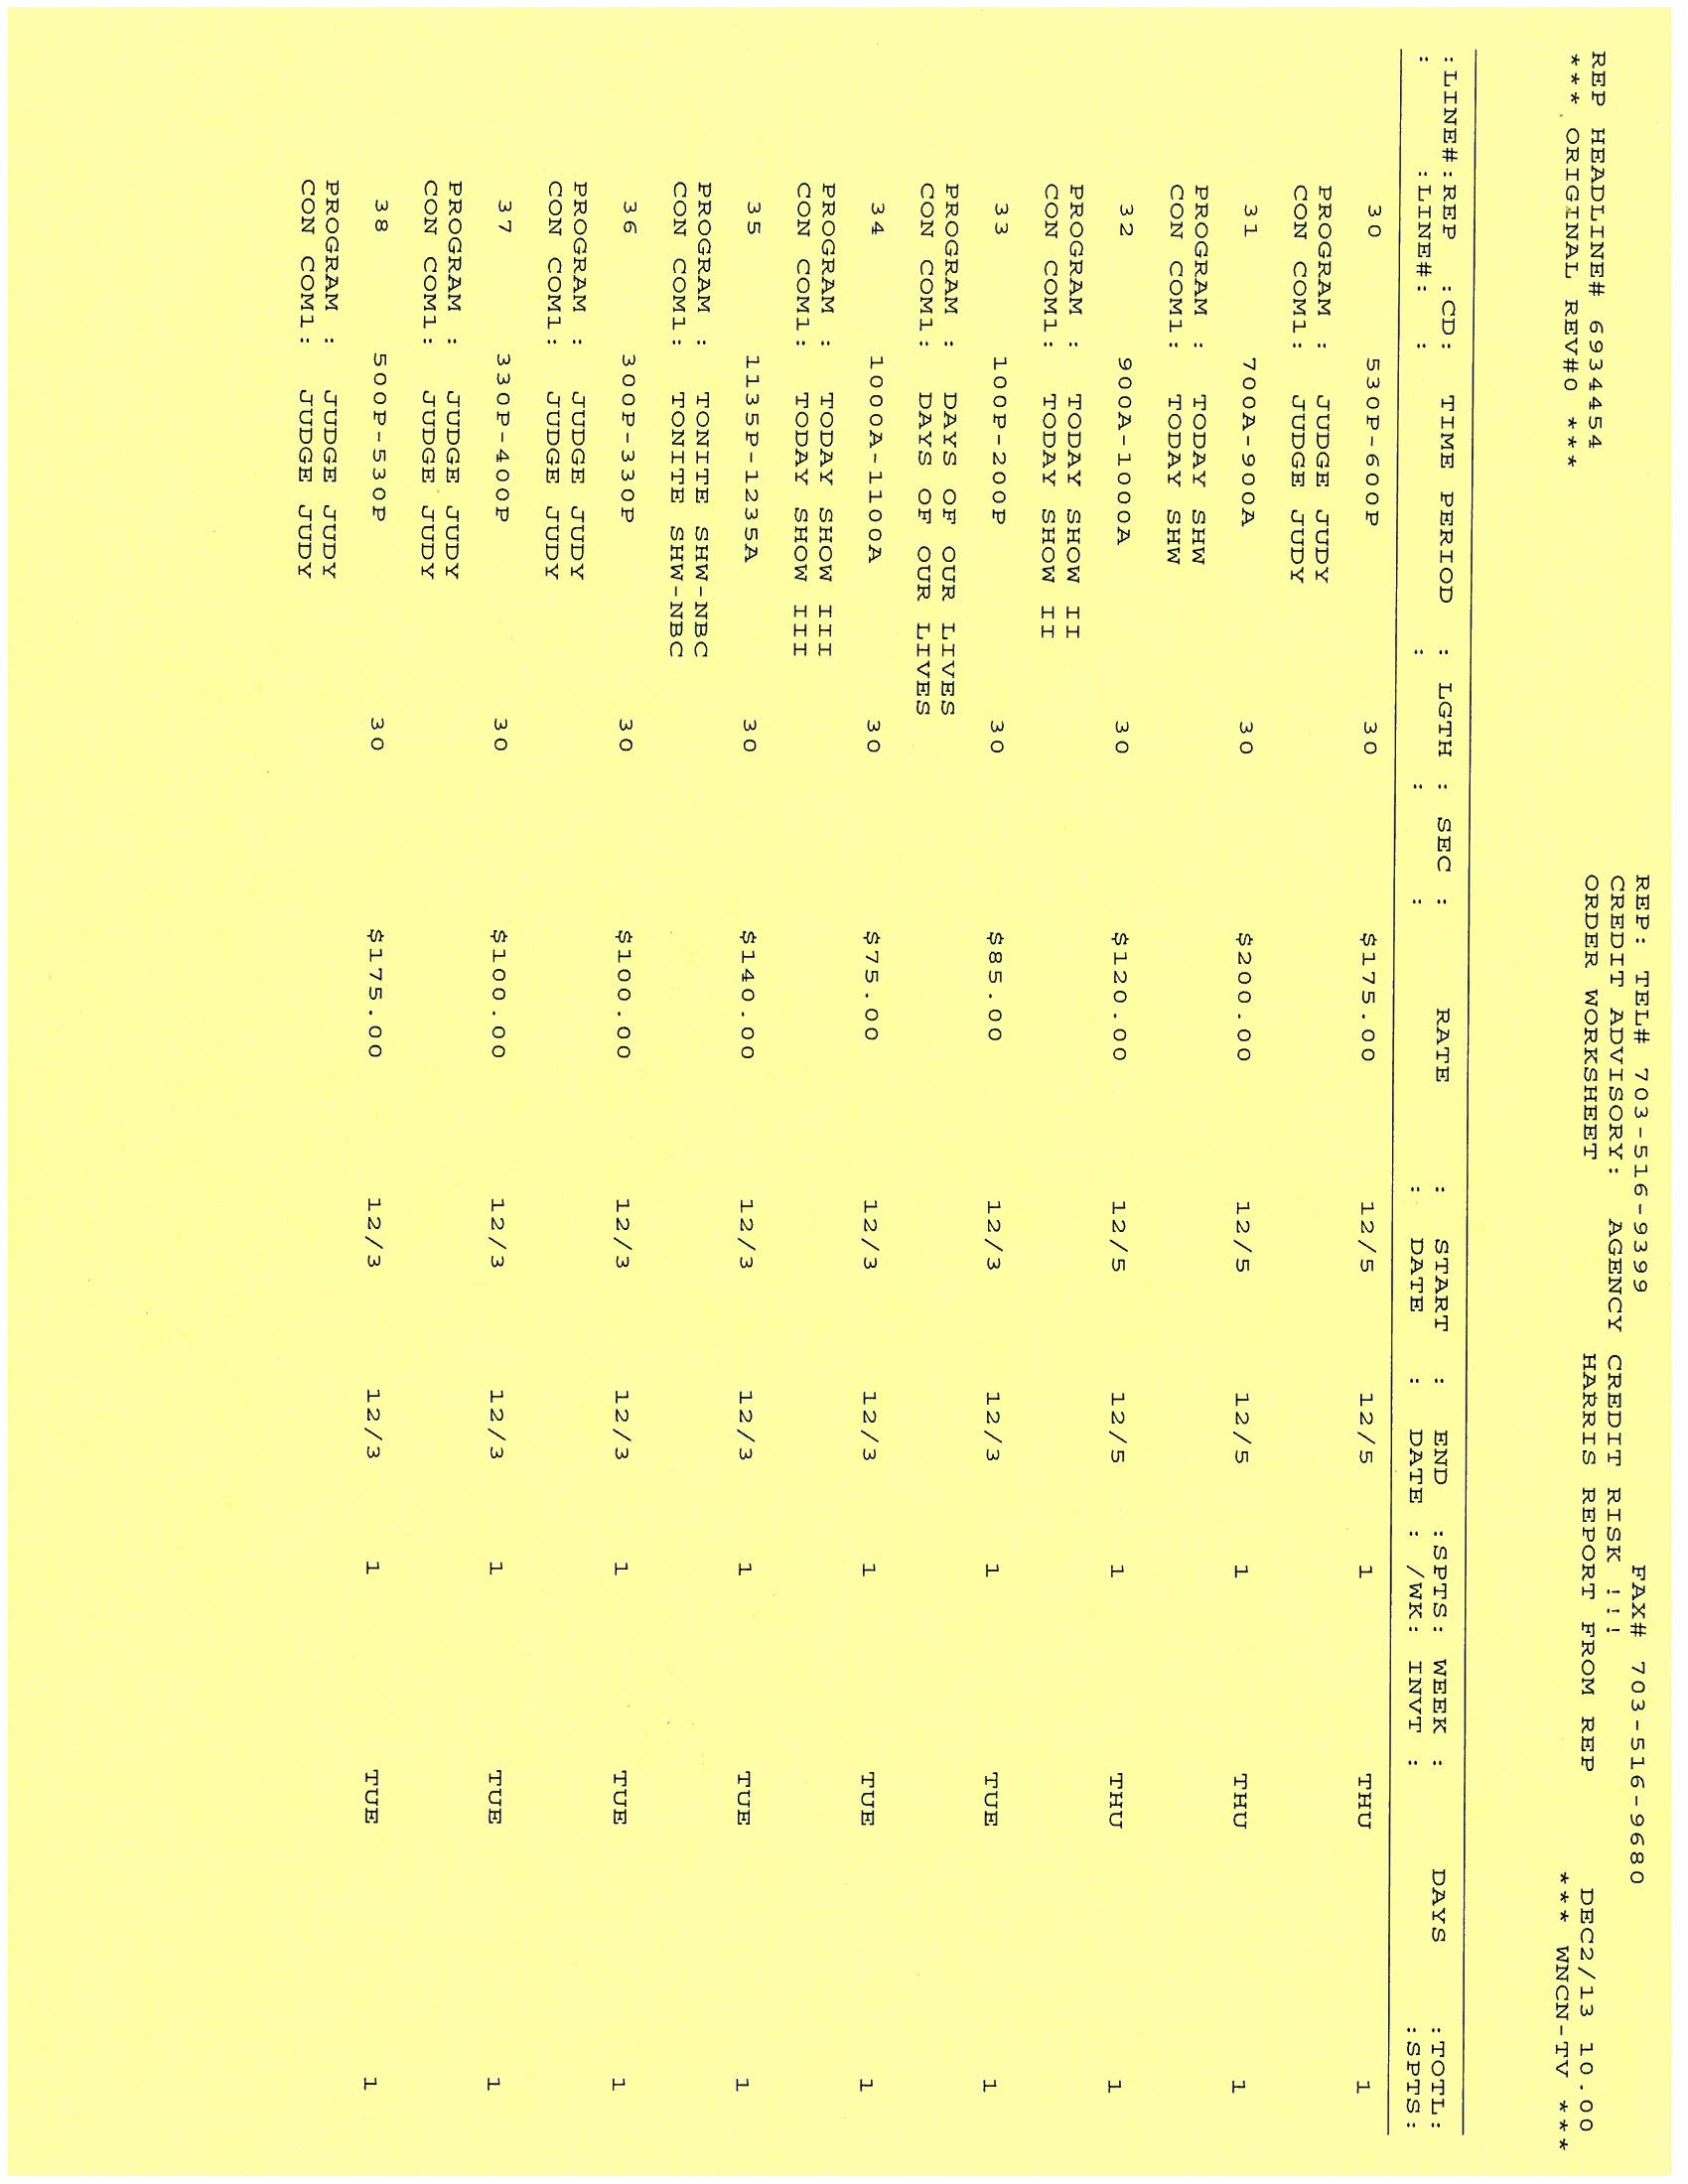 REP: TEL# 703-516-9399 FAX# 703-516-9680
CREDIT ADVISORY: AGENCY CREDIT RISK !!!
REP HEADLINE# 6934454 ORDER WORKSHEET HARRIS REPORT FROM REP DEC2/13 10.00
*** ORIGINAL REV#0 *** *** WNCN-TV ***
:LINE#:REP :CD: TIME PERIOD : LGTH : SEC : RATE : START : END :SPTS: WEEK : DAYS :TOTL:
: :LINE#: : : : : : DATE : DATE : /WK: INVT : :SPTS:
30 530P-600P 30 $175.00 12/5 12/5 1 THU 1
PROGRAM : JUDGE JUDY
CON COM1: JUDGE JUDY
31 700A-900A 30 $200.00 12/5 12/5 1 THU 1
PROGRAM : TODAY SHW
CON COM1: TODAY SHW
32 900A-1000A 30 $120.00 12/5 12/5 1 THU 1
PROGRAM : TODAY SHOW II
CON COM1: TODAY SHOW II
33 100P-200P 30 $85.00 12/3 12/3 1 TUE 1
PROGRAM : DAYS OF OUR LIVES
CON COM1: DAYS OF OUR LIVES
34 1000A-1100A 30 $75.00 12/3 12/3 1 TUE 1
PROGRAM : TODAY SHOW III
CON COM1: TODAY SHOW III
35 1135P-1235A 30 $140.00 12/3 12/3 1 TUE 1
PROGRAM : TONITE SHW-NBC
CON COM1: TONITE SHW-NBC
36 300P-330P 30 $100.00 12/3 12/3 1 TUE 1
PROGRAM : JUDGE JUDY
CON COM1: JUDGE JUDY
37 330P-400P 30 $100.00 12/3 12/3 1 TUE 1
PROGRAM : JUDGE JUDY
CON COM1: JUDGE JUDY
38 500P-530P 30 $175.00 12/3 12/3 1 TUE 1
PROGRAM : JUDGE JUDY
CON COM1: JUDGE JUDY